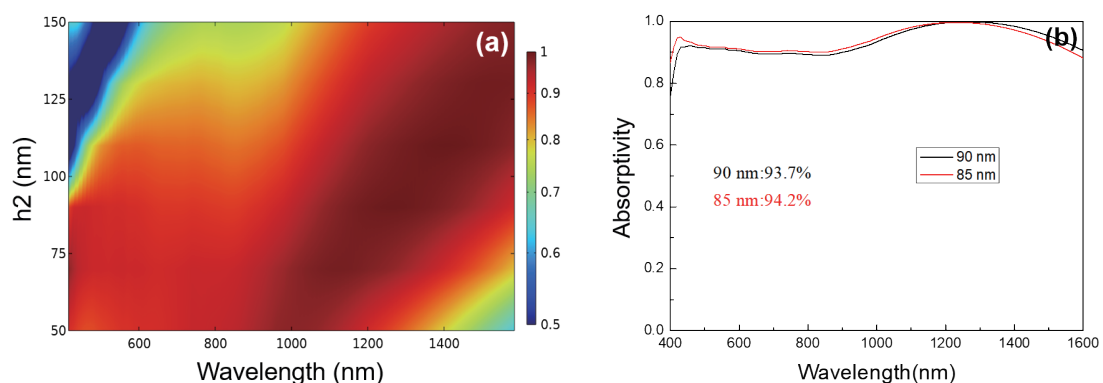 (a)
150
125
100
75
50
h2 (nm)
600
800
1000
1200
1400
Wavelength (nm)
1
0.9
0.8
0.7
0.6
0.5
(b)
1.0
0.8
0.6
0.4
0.2
0.0
Absorptivity
90 nm
85 nm
90 nm:93.7%
85 nm:94.2%
400
600
800
1000
1200
1400
1600
Wavelength(nm)